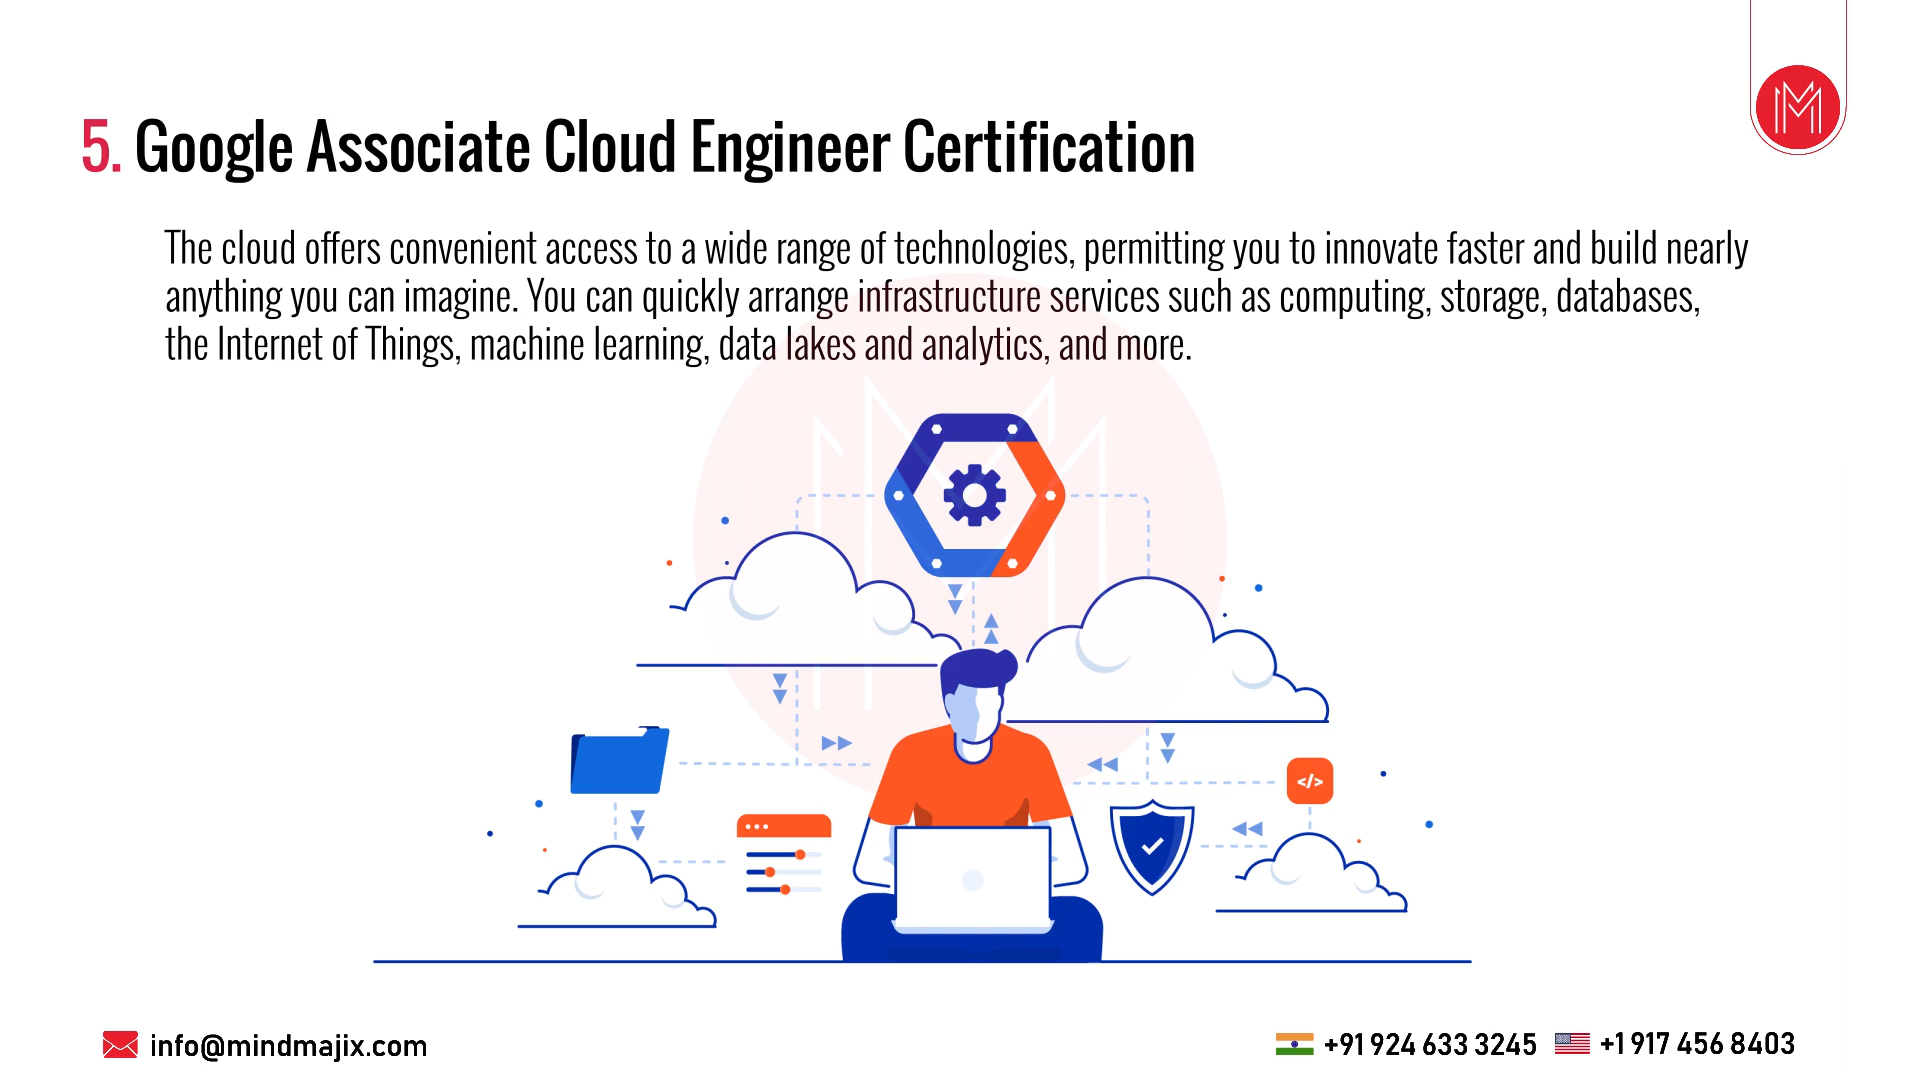 5. Google Associate Cloud Engineer Certification
The cloud offers convenient access to a wide range of technologies, permitting you to innovate faster and build nearly
anything you can imagine. You can quickly arrange infrastructure services such as computing, storage, databases,
the Internet of Things, machine learning, data lakes and analytics, and more.
</>
info@mindmajix.com
+91 924 633 3245
+1 917 456 8403